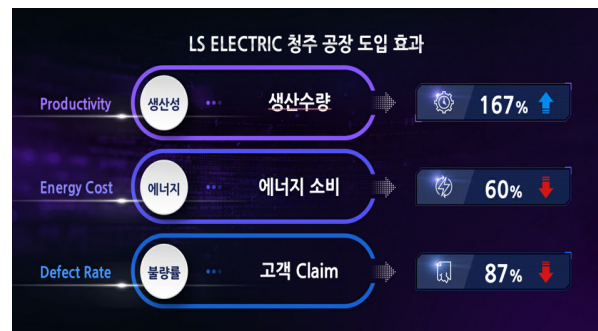 LS ELECTRIC 청주 공장 도입 효과
Productivity 생산성 ••• 생산수량 167%
Energy Cost 에너지 ••• 에너지 소비 60%
Defect Rate 불량률 ••• 고객 Claim 87%